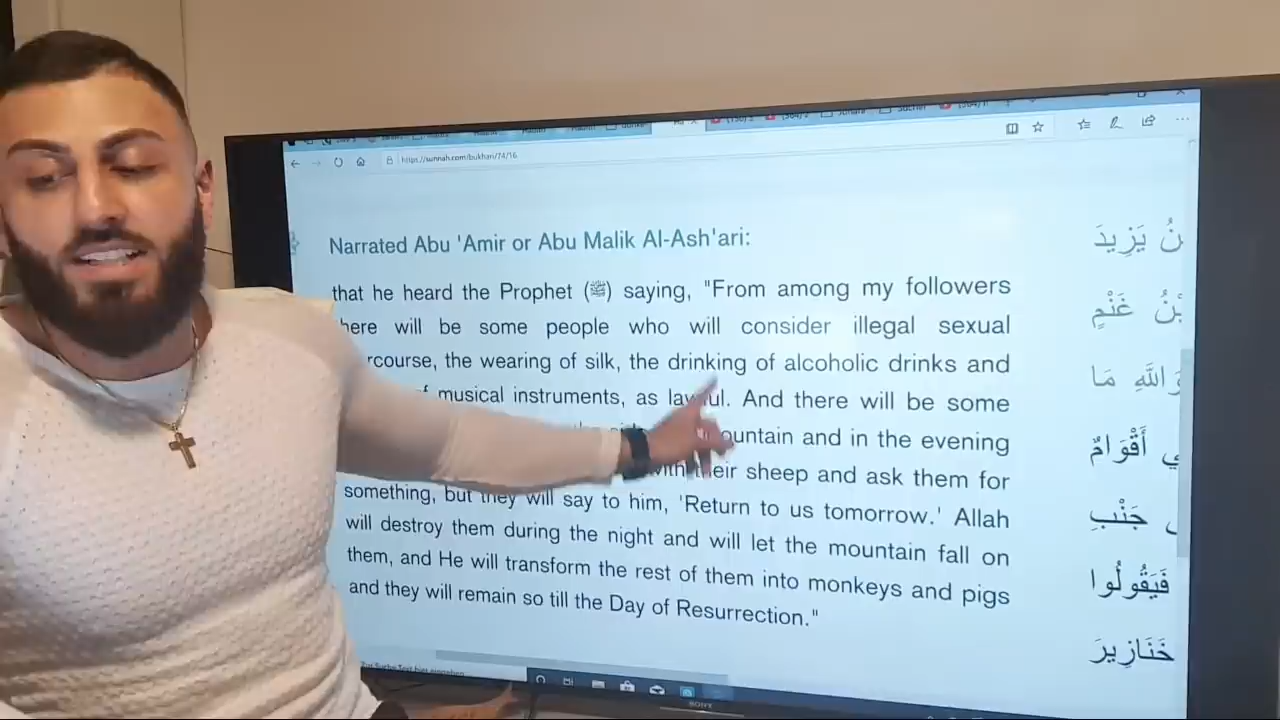 https://sunnah.com/bukhari/74/16
Narrated Abu 'Amir or Abu Malik Al-Ash'ari:
that he heard the Prophet (ﷺ) saying, "From among my followers
here will be some people who will consider illegal sexual
rcourse, the wearing of silk, the drinking of alcoholic drinks and
musical instruments, as And there will be some
and in the evening
their sheep and ask them for
something, but they will say to him, 'Return to us tomorrow.' Allah
will destroy them during the night and will let the mountain fall on
them, and He will transform the rest of them into monkeys and pigs
and they will remain so till the Day of Resurrection."
نُ يَزِيدَ
بْنُ غَنْمٍ
وَاللَّهِ مَا
أَقْوَامٌ
جَنْبِ
فَيَقُولُوا
خَنَازِيرَ
SONY